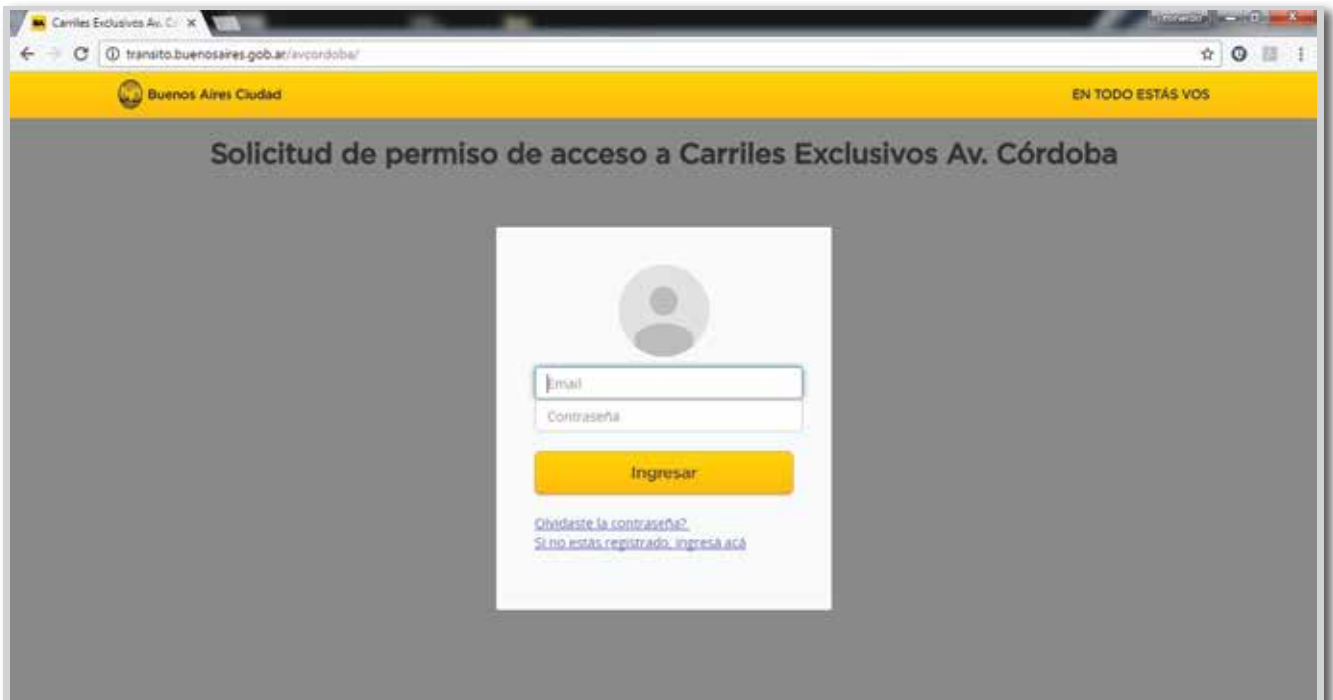 Carriles Exclusivos Av. C
transito.buenosaires.gob.ar/avcordoba/
Buenos Aires Ciudad
EN TODO ESTÁS VOS
Solicitud de permiso de acceso a Carriles Exclusivos Av. Córdoba
Email
Contraseña
Ingresar
Olvidaste la contraseña?
Si no estás registrado, ingresá acá